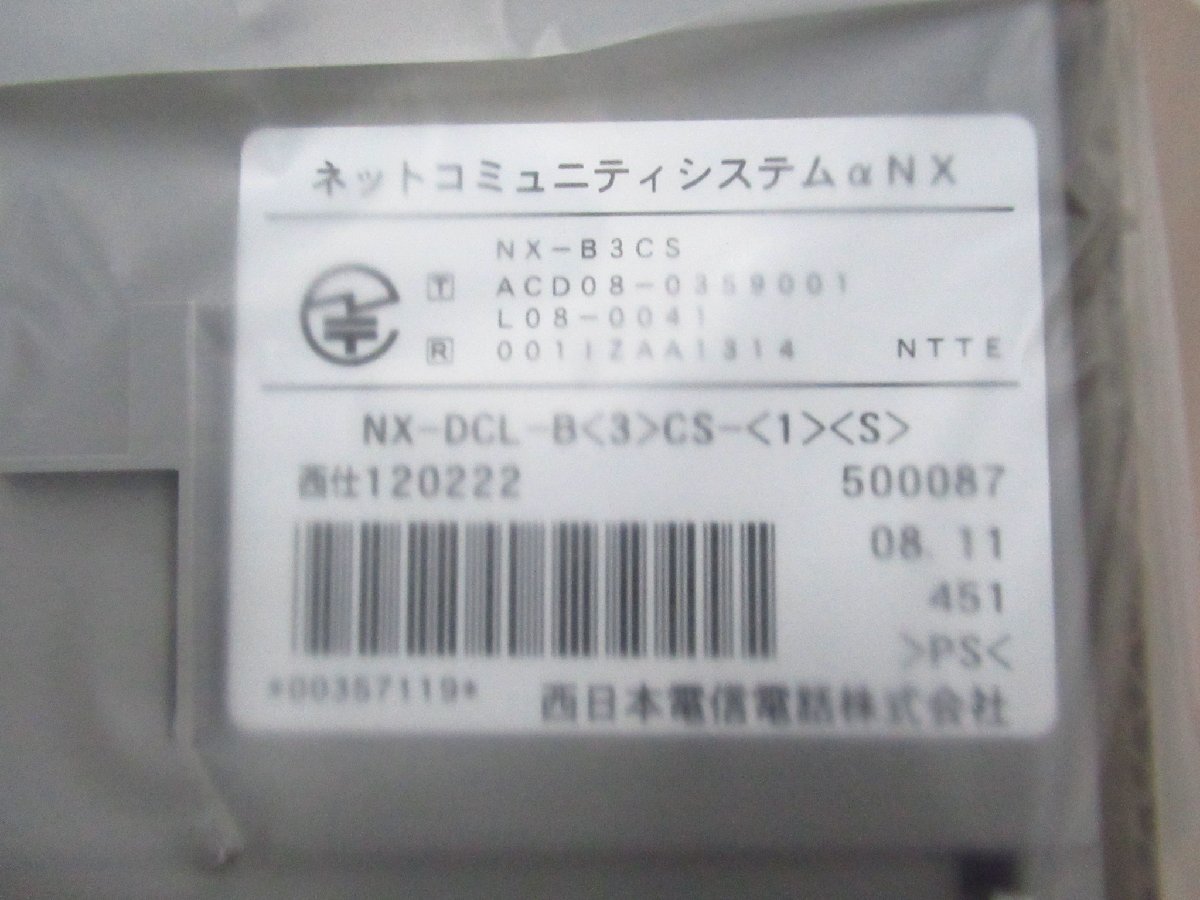 ネットコミュニティシステムαNX
NX-B3CS
T ACD08-0359001
L08-0041
R 0011ZAA1314 NTTE
NX-DCL-B<3>CS-<1><S>
西仕120222 500087
08.11
451
>PS<
*00357119* 西日本電信電話株式会社